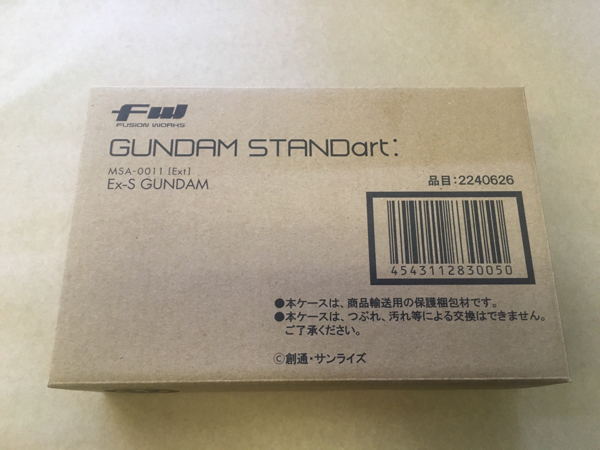 FW
FUSION WORKS
GUNDAM STANDart:
MSA-0011 [Ext]
Ex-S GUNDAM
品目:2240626
4543112830050
●本ケースは、商品輸送用の保護梱包材です。
●本ケースは、つぶれ、汚れ等による交換はできません。
ご了承ください。
©創通・サンライズ